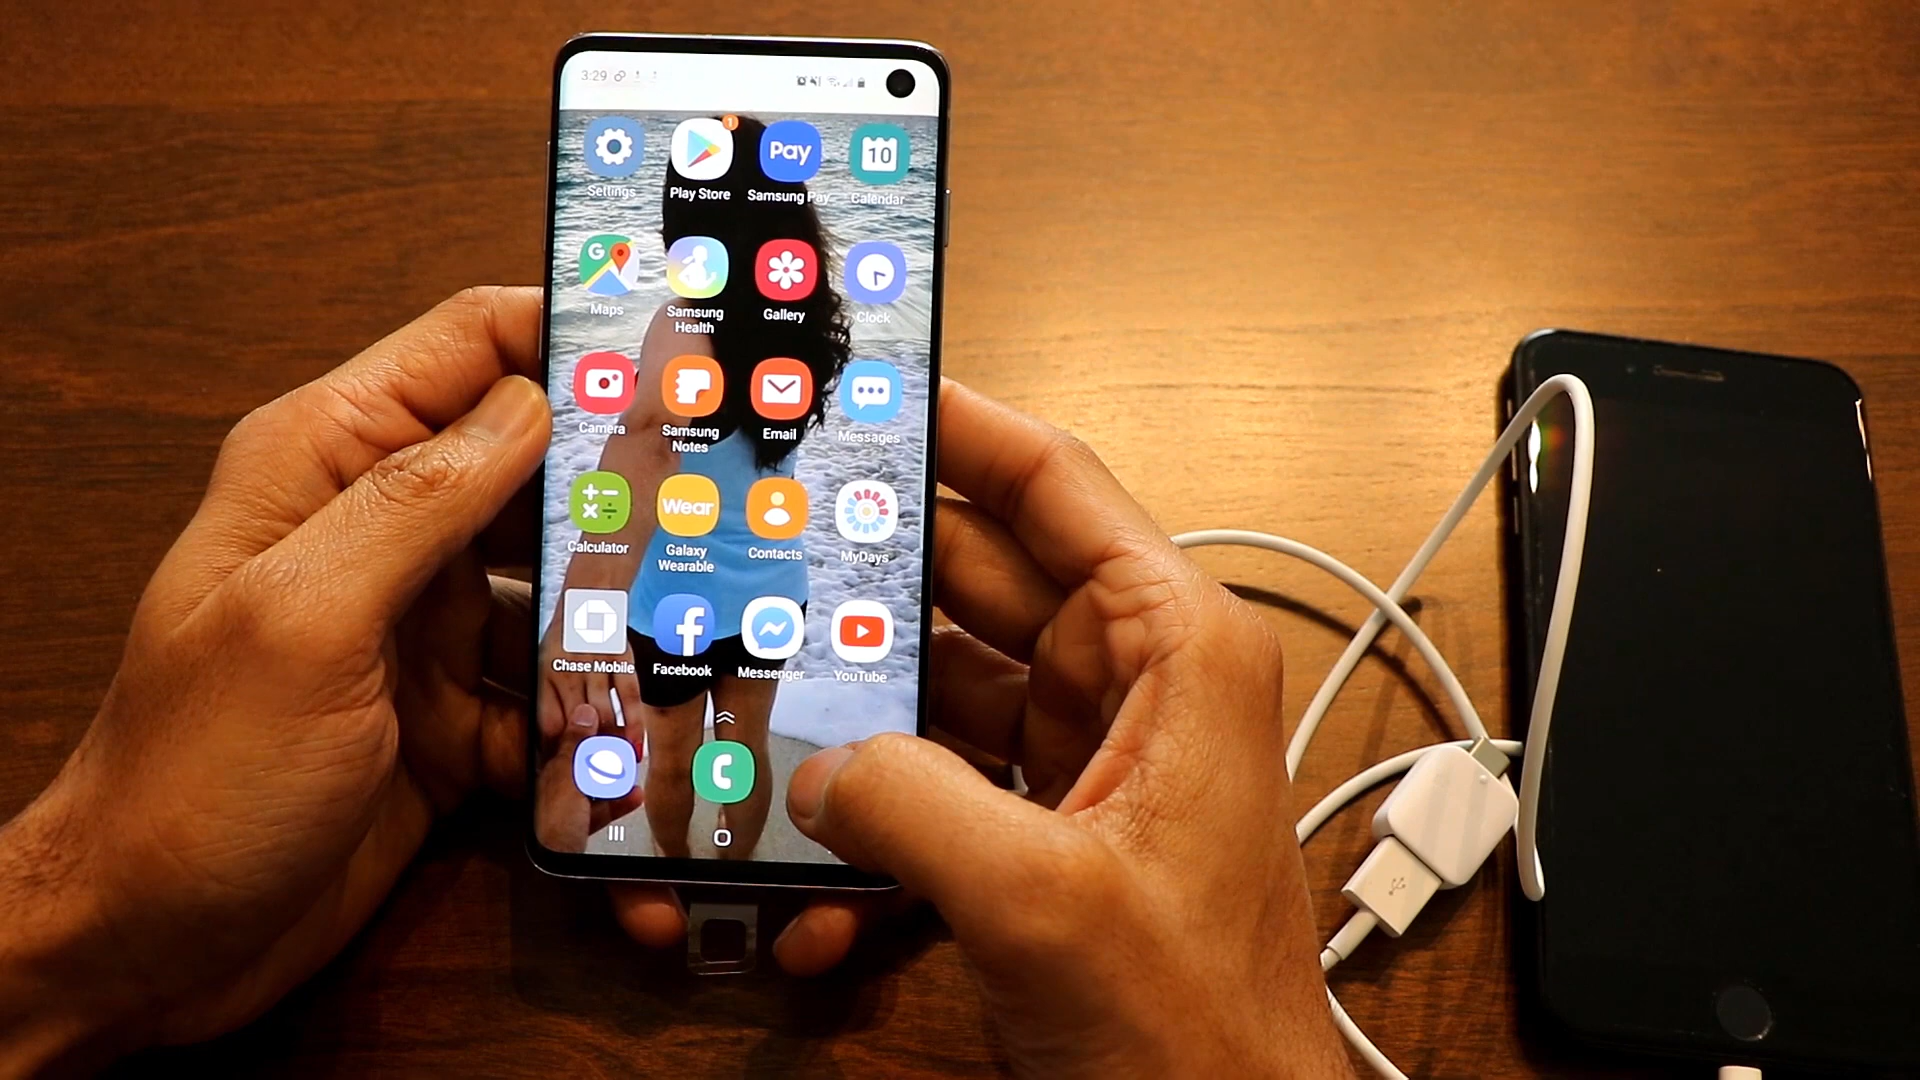 3:29
1
Pay
10
Settings
Play Store
Samsung Pay
Calendar
G
Maps
Samsung
Health
Gallery
Clock
Camera
Samsung
Notes
Email
Messages
Wear
Calculator
Galaxy
Wearable
Contacts
MyDays
Chase Mobile
Facebook
Messenger
YouTube